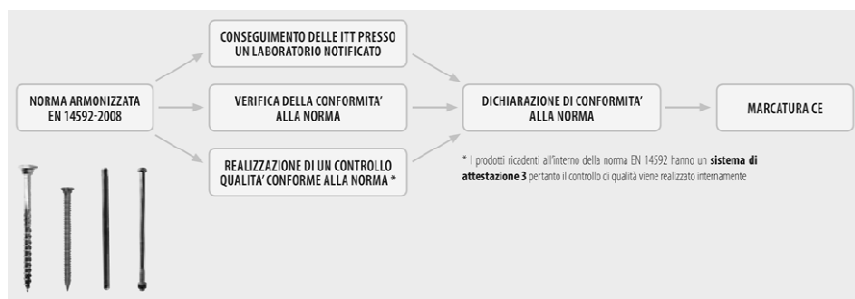 CONSEGUIMENTO DELLE ITT PRESSO
UN LABORATORIO NOTIFICATO
NORMA ARMONIZZATA
EN 14592-2008
VERIFICA DELLA CONFORMITA'
ALLA NORMA
DICHIARAZIONE DI CONFORMITA'
ALLA NORMA
MARCATURA CE
REALIZZAZIONE DI UN CONTROLLO
QUALITA' CONFORME ALLA NORMA *
* I prodotti ricadenti all'interno della norma EN 14592 hanno un sistema di
attestazione 3 pertanto il controllo di qualità viene realizzato internamente